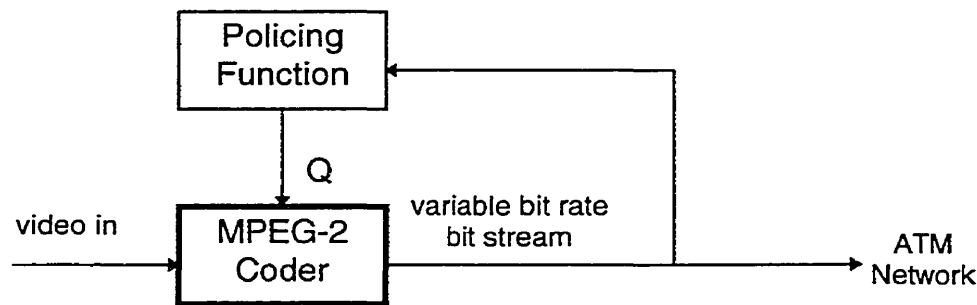 Policing
Function
Q
video in
MPEG-2
Coder
variable bit rate
bit stream
ATM
Network